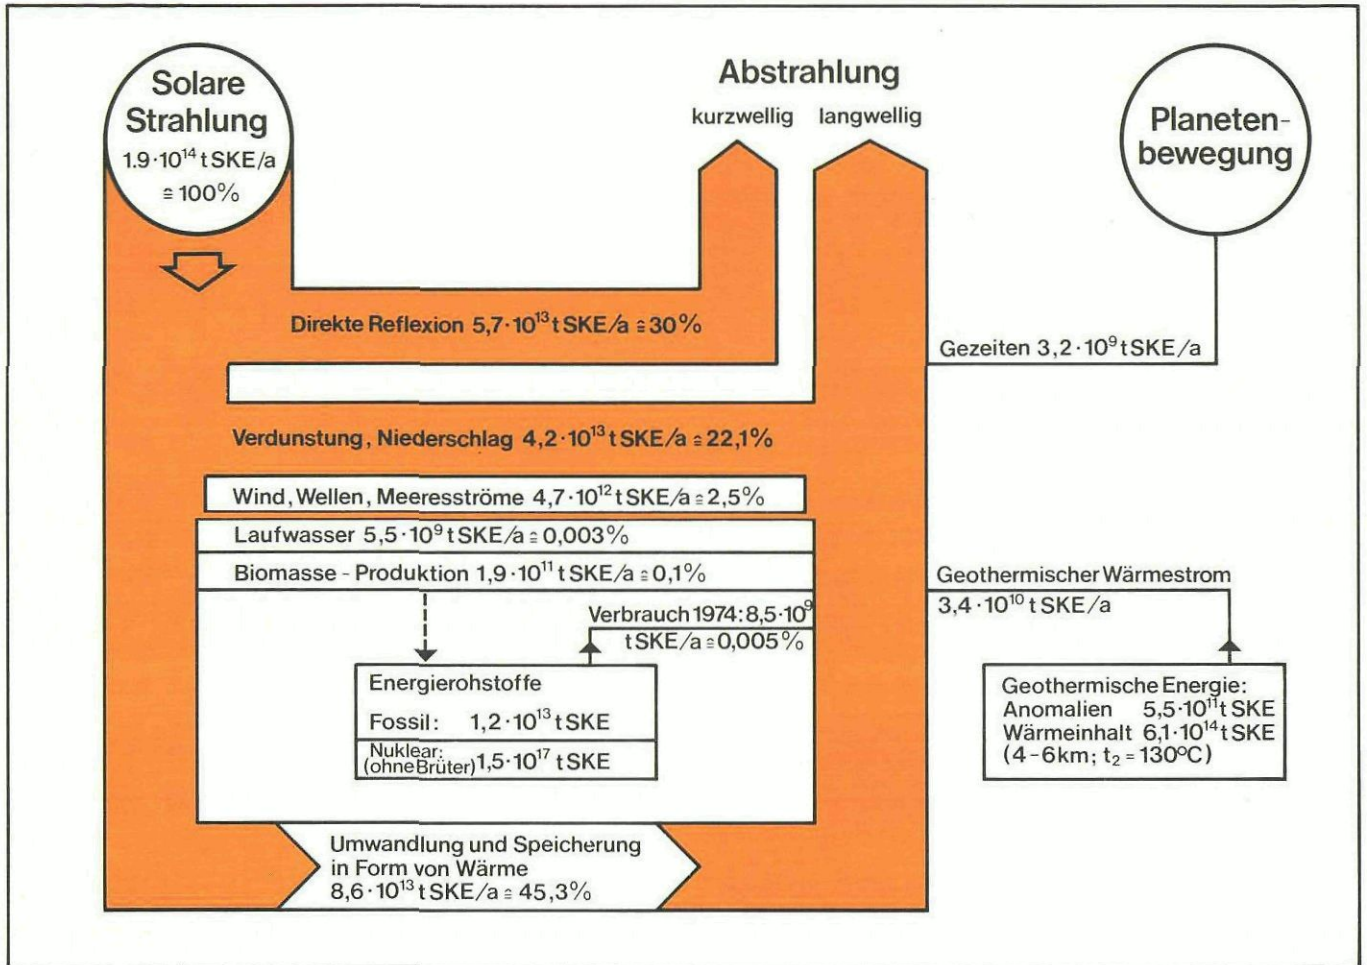 Solare
Strahlung
1.9·10¹⁴ t SKE/a
≙ 100%
Abstrahlung
kurzwellig langwellig
Planeten-
bewegung
Direkte Reflexion 5,7·10¹³ t SKE/a ≙ 30%
Gezeiten 3,2·10⁹ t SKE/a
Verdunstung, Niederschlag 4,2·10¹³ t SKE/a ≙ 22,1%
Wind, Wellen, Meeresströme 4,7·10¹² t SKE/a ≙ 2,5%
Laufwasser 5,5·10⁹ t SKE/a ≙ 0,003%
Biomasse - Produktion 1,9·10¹¹ t SKE/a ≙ 0,1%
Verbrauch 1974: 8,5·10⁹
t SKE/a ≙ 0,005%
Energierohstoffe
Fossil: 1,2·10¹³ t SKE
Nuklear:
(ohne Brüter) 1,5·10¹⁷ t SKE
Geothermischer Wärmestrom
3,4·10¹⁰ t SKE/a
Geothermische Energie:
Anomalien 5,5·10¹¹ t SKE
Wärmeinhalt 6,1·10¹⁴ t SKE
(4-6km; t₂ = 130°C)
Umwandlung und Speicherung
in Form von Wärme
8,6·10¹³ t SKE/a ≙ 45,3%